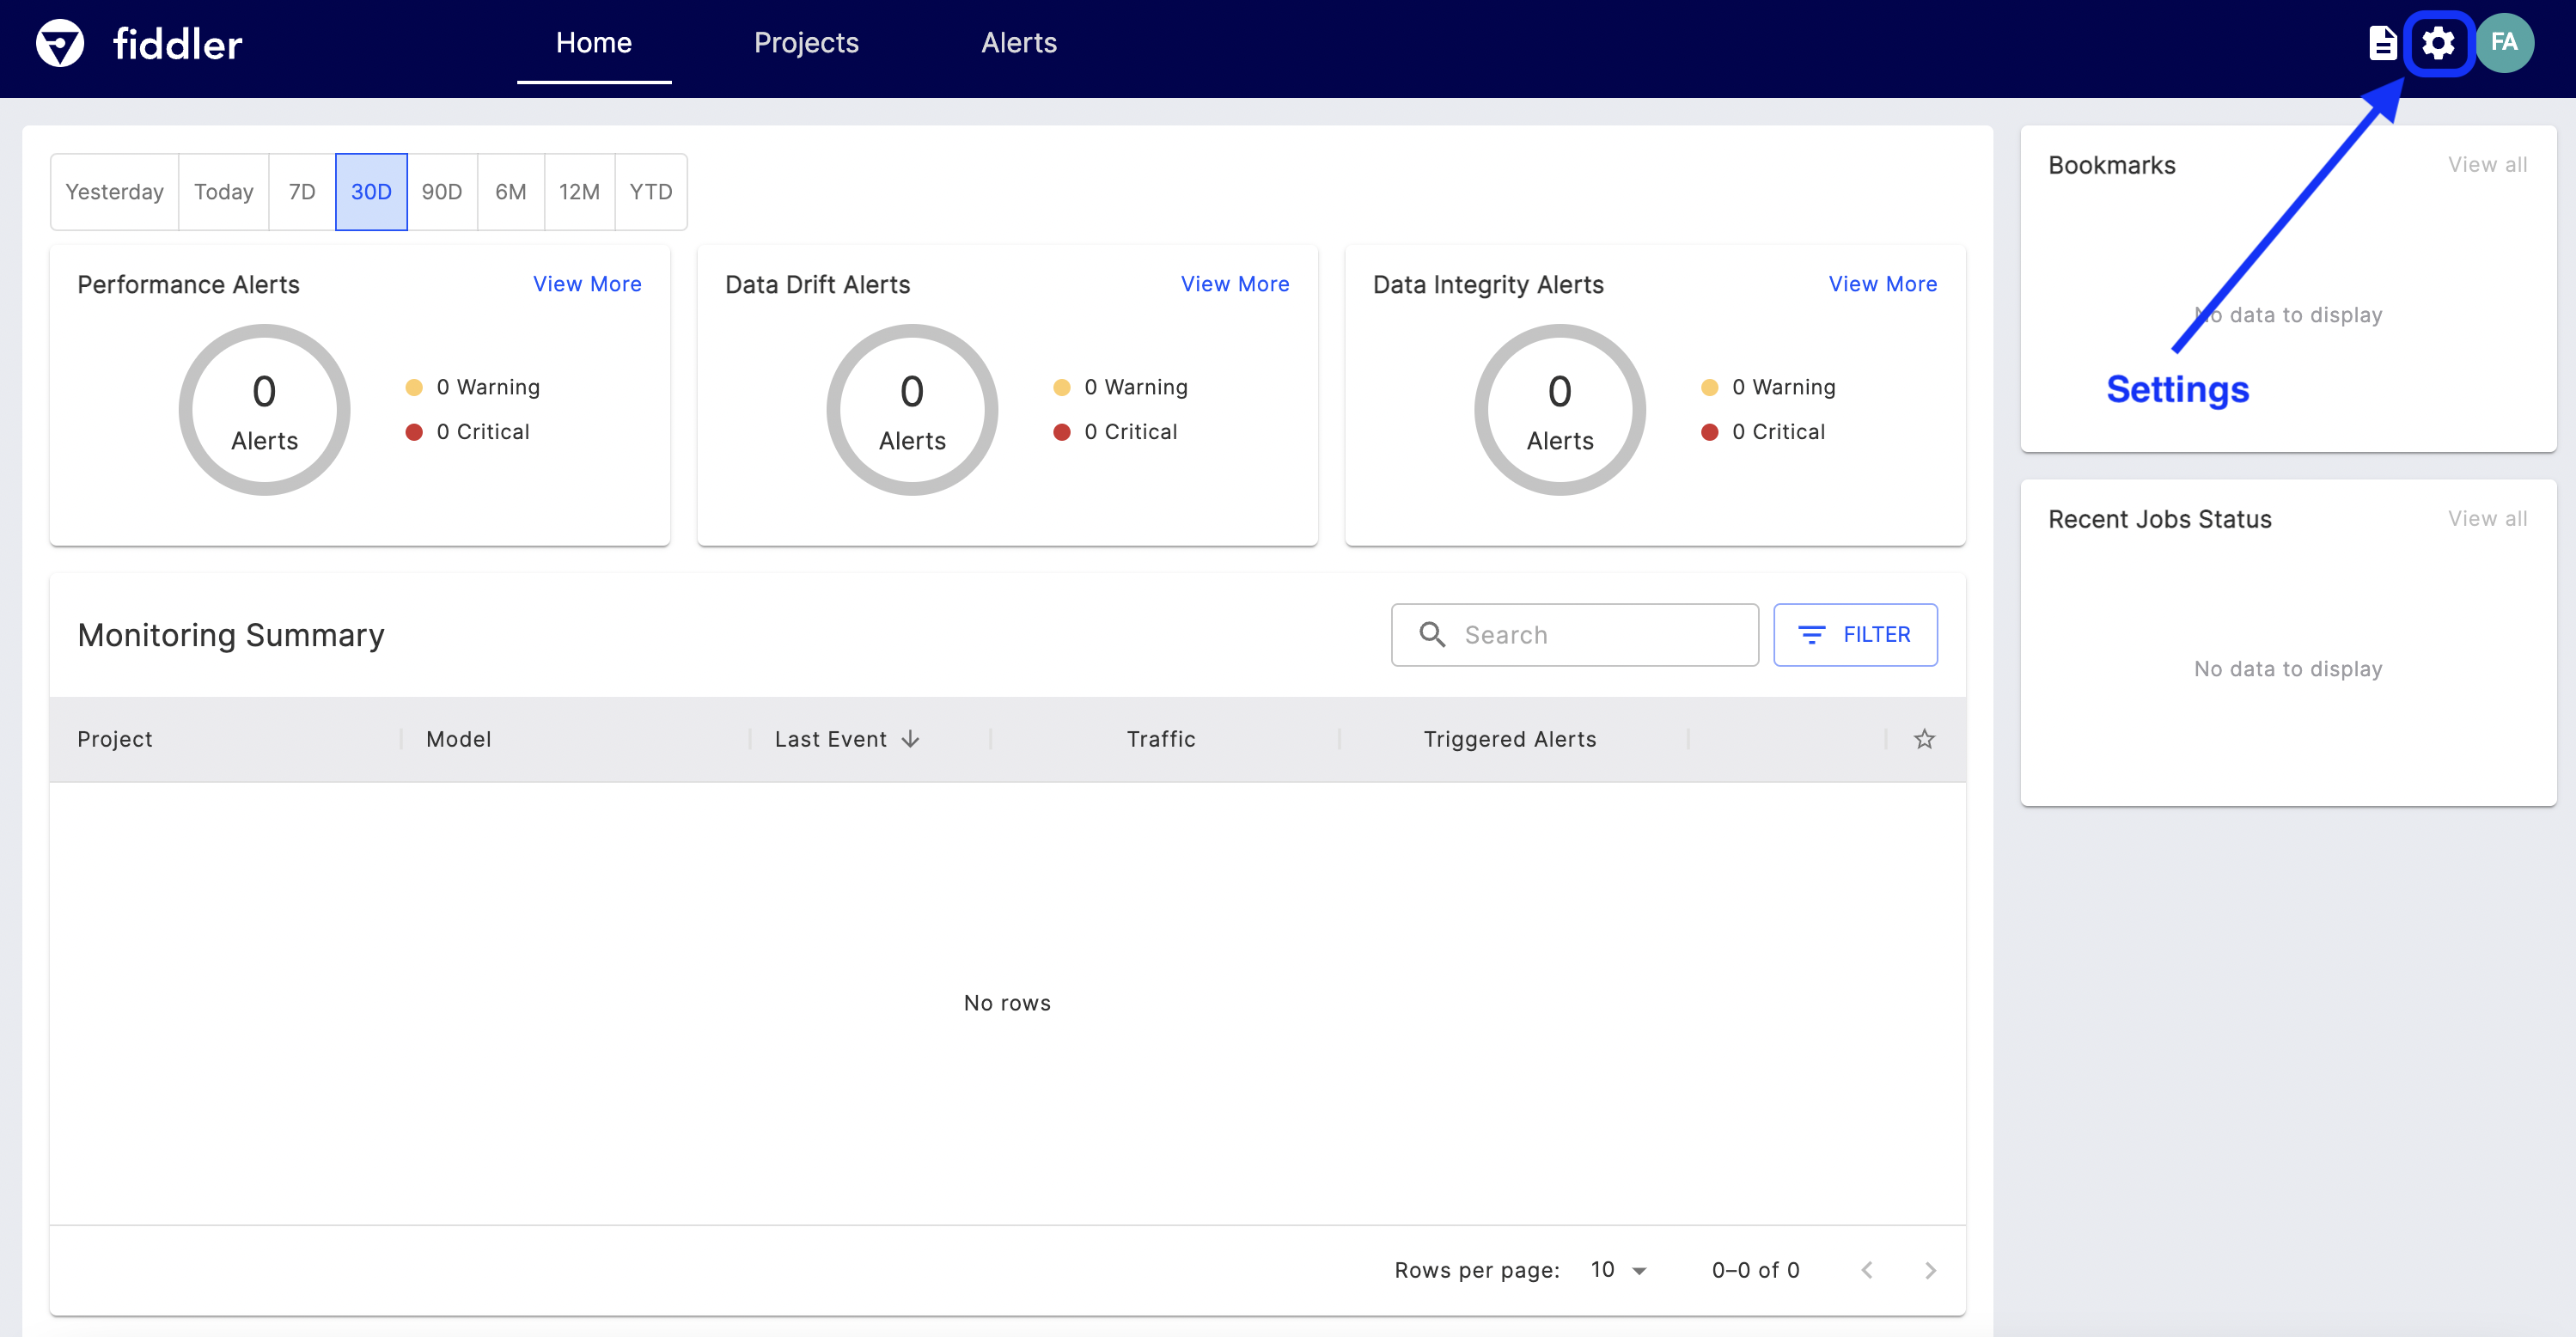 fiddler
Home Projects Alerts
FA
Yesterday Today 7D 30D 90D 6M 12M YTD
Performance Alerts View More
0
Alerts
0 Warning
0 Critical
Data Drift Alerts View More
0
Alerts
0 Warning
0 Critical
Data Integrity Alerts View More
0
Alerts
0 Warning
0 Critical
Bookmarks View all
No data to display
Settings
Recent Jobs Status View all
No data to display
Monitoring Summary
Search
FILTER
Project Model Last Event Traffic Triggered Alerts
No rows
Rows per page: 10 0–0 of 0